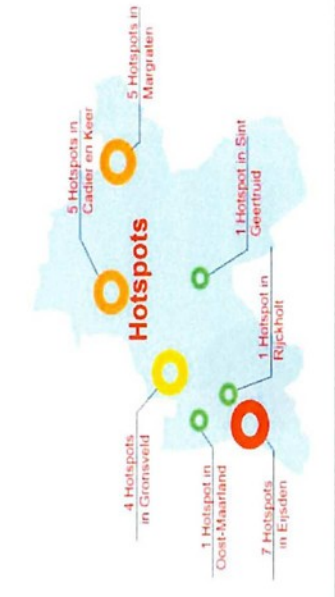 Hotspots
5 Hotspots in
Cadier en Keer
5 Hotspots in
Margraten
4 Hotspots
in Gronsveld
1 Hotspot in Sint
Geertruid
1 Hotspot in
Rijckholt
1 Hotspot in
Oost-Maarland
7 Hotspots
in Eijsden